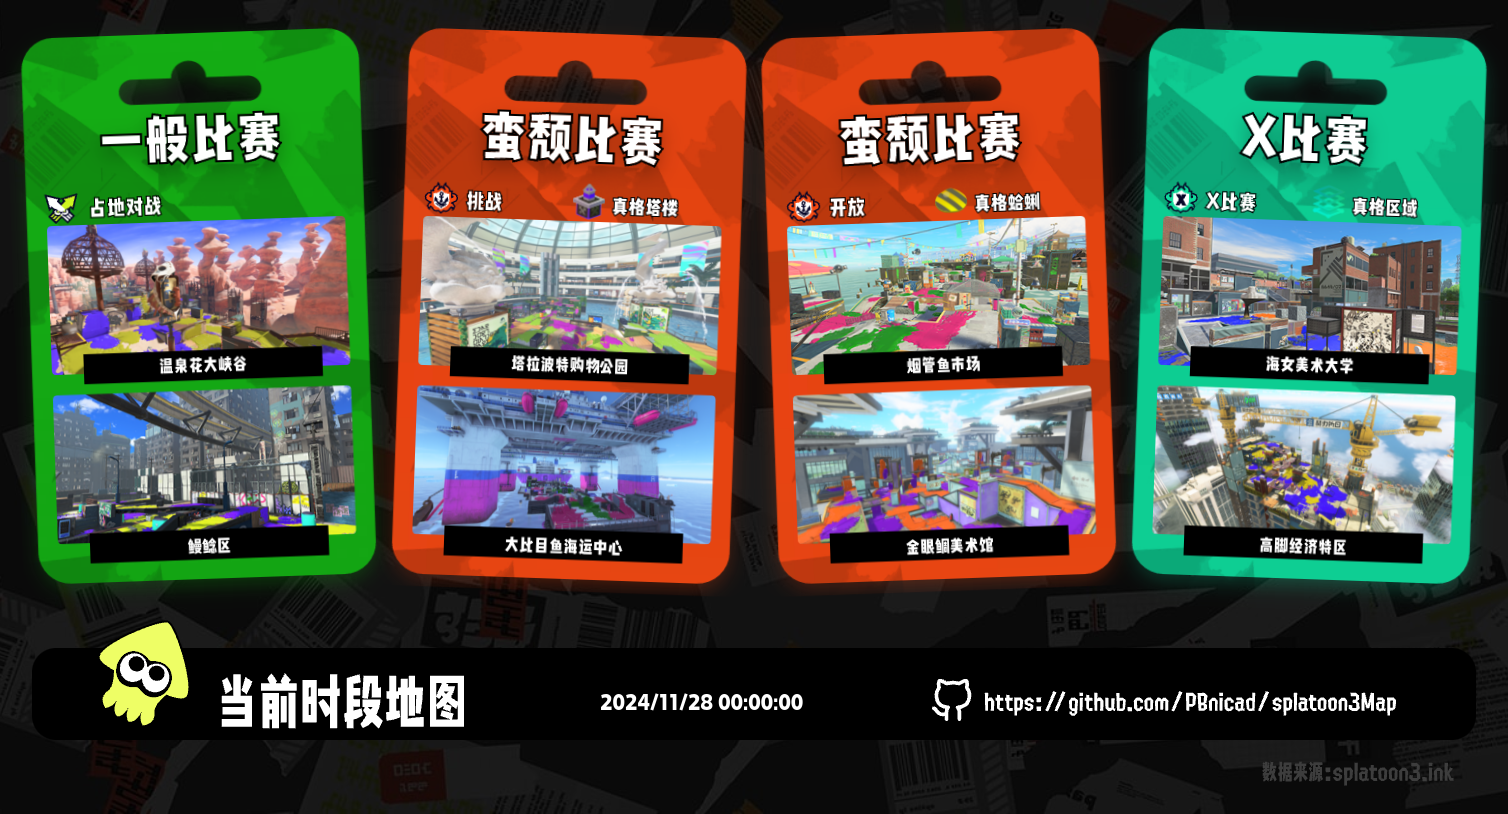 一般比赛
占地对战
温泉花大峡谷
鳗鲶区
蛮颓比赛
挑战
真格塔楼
塔拉波特购物公园
大比目鱼海运中心
蛮颓比赛
开放
真格蛤蜊
烟管鱼市场
金眼鲷美术馆
X比赛
X比赛
真格区域
海女美术大学
高脚经济特区
当前时段地图
2024/11/28 00:00:00
https://github.com/PBnicad/splatoon3Map
数据来源:splatoon3.ink